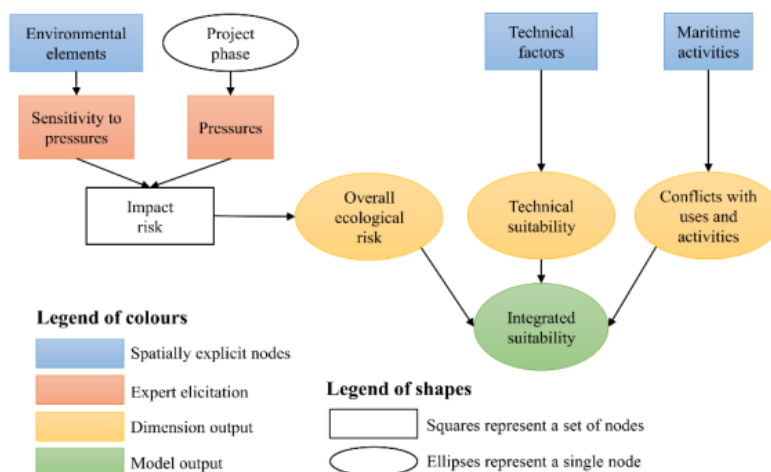 Environmental
elements
Project
phase
Technical
factors
Maritime
activities
Sensitivity to
pressures
Pressures
Impact
risk
Overall
ecological
risk
Technical
suitability
Conflicts with
uses and
activities
Integrated
suitability
Legend of colours
Spatially explicit nodes
Expert elicitation
Dimension output
Model output
Legend of shapes
Squares represent a set of nodes
Ellipses represent a single node